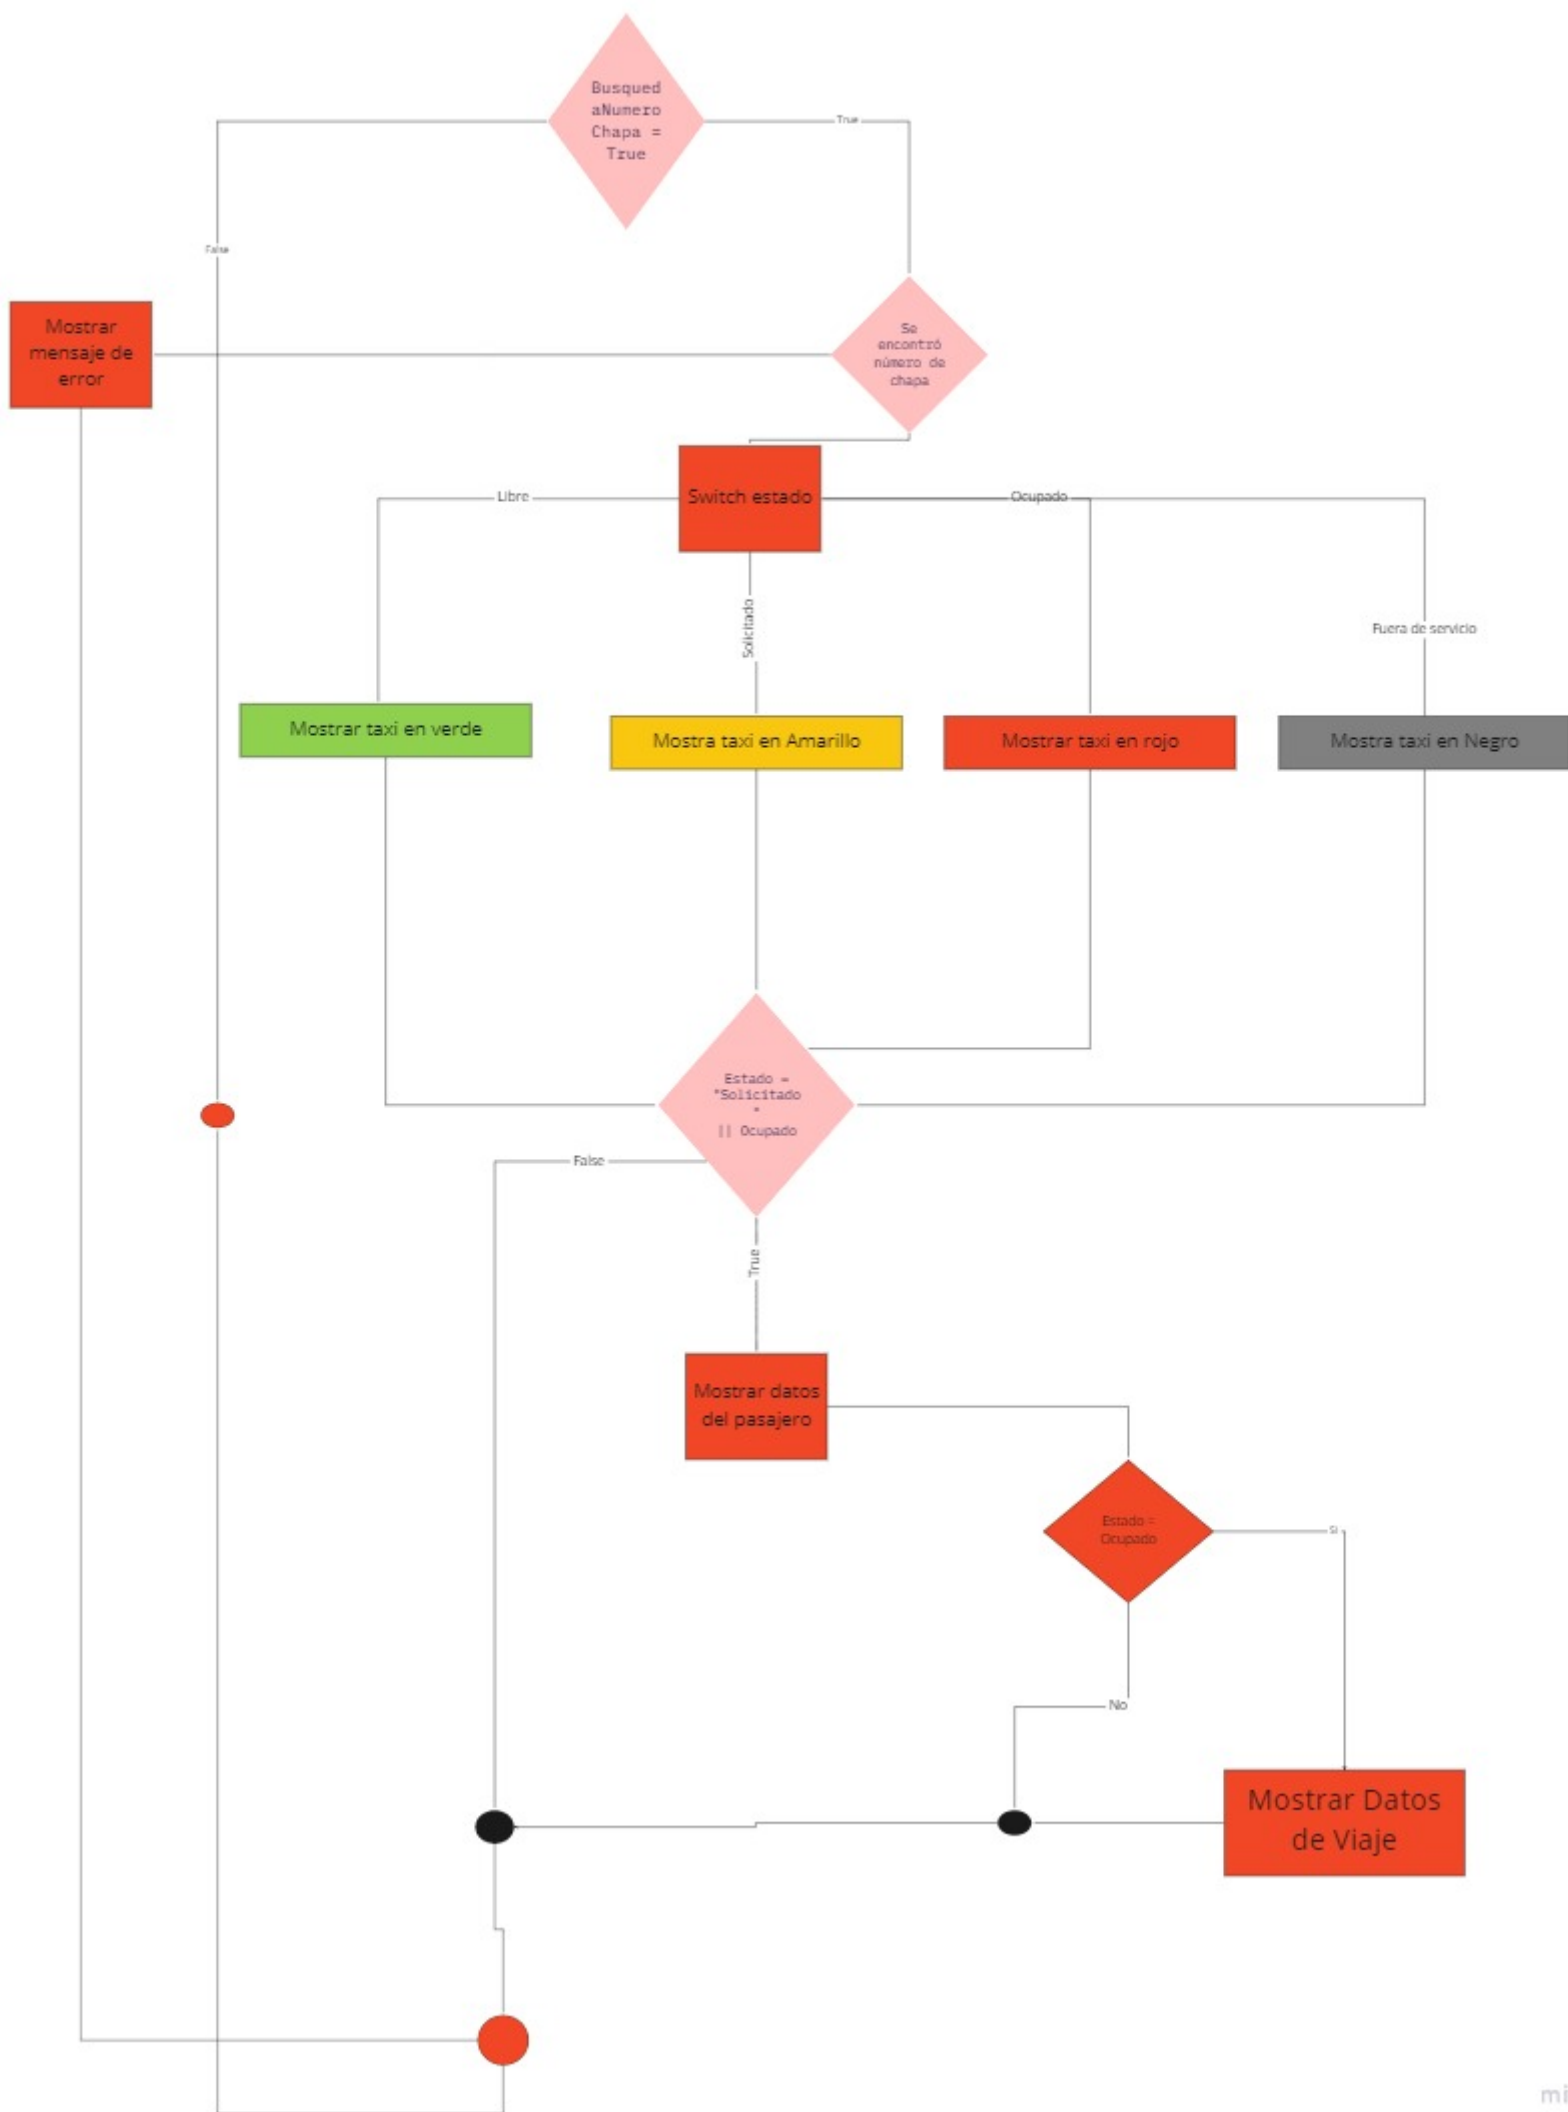 Busqued
aNumero
Chapa =
True
True
False
Mostrar
mensaje de
error
Se
encontró
número de
chapa
Switch estado
Libre
Ocupado
Solicitado
Fuera de servicio
Mostrar taxi en verde
Mostra taxi en Amarillo
Mostrar taxi en rojo
Mostra taxi en Negro
Estado =
"Solicitado
"
|| Ocupado
False
True
Mostrar datos
del pasajero
Estado =
Ocupado
Si
No
Mostrar Datos
de Viaje
mi